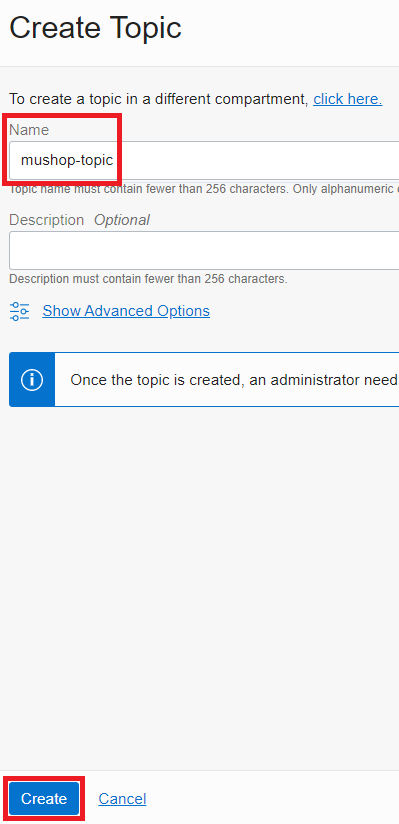 Create Topic
To create a topic in a different compartment, click here.
Name
mushop-topic
Topic name must contain fewer than 256 characters. Only alphanumeric
Description Optional
Description must contain fewer than 256 characters.
Show Advanced Options
Once the topic is created, an administrator need
Create Cancel